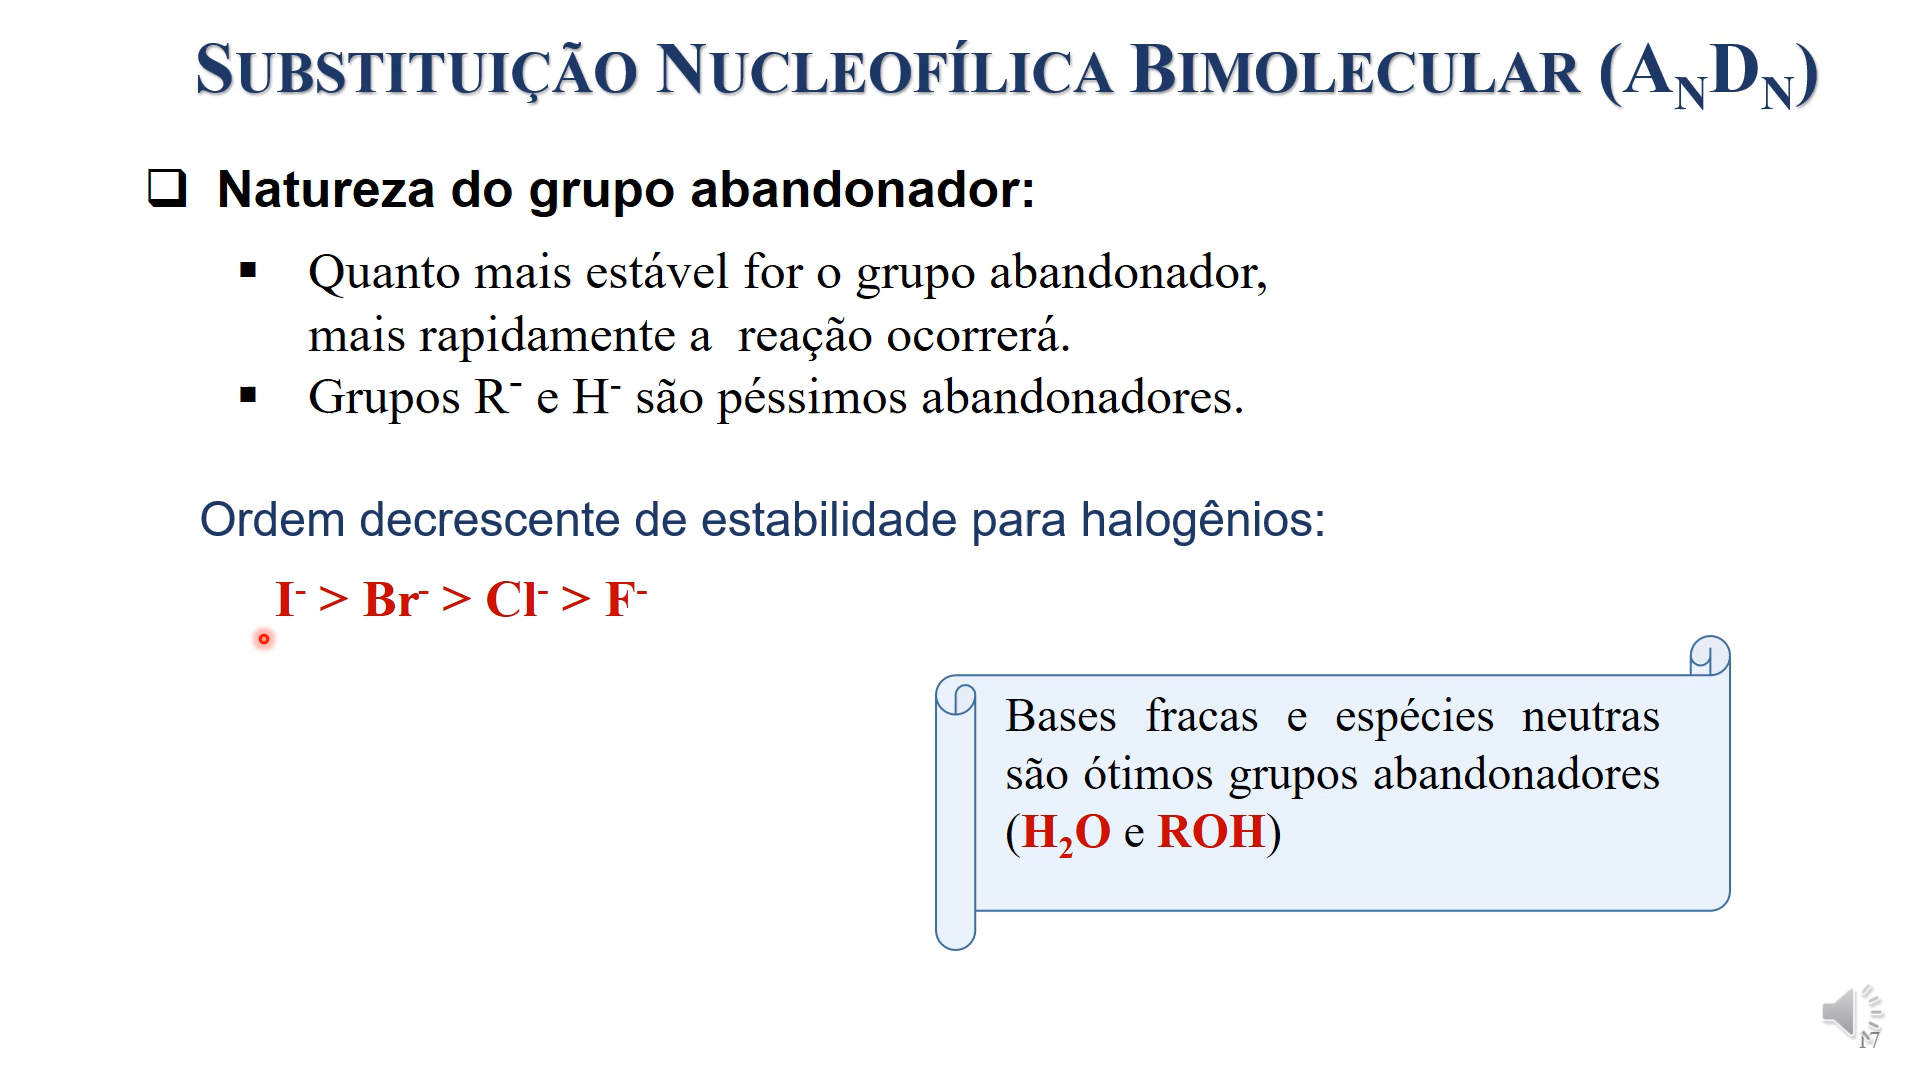 SUBSTITUIÇÃO NUCLEOFÍLICA BIMOLECULAR (AₙDₙ)
Natureza do grupo abandonador:
Quanto mais estável for o grupo abandonador,
mais rapidamente a reação ocorrerá.
Grupos R⁻ e H⁻ são péssimos abandonadores.
Ordem decrescente de estabilidade para halogênios:
I⁻ > Br⁻ > Cl⁻ > F⁻
Bases fracas e espécies neutras
são ótimos grupos abandonadores
(H₂O e ROH)
17